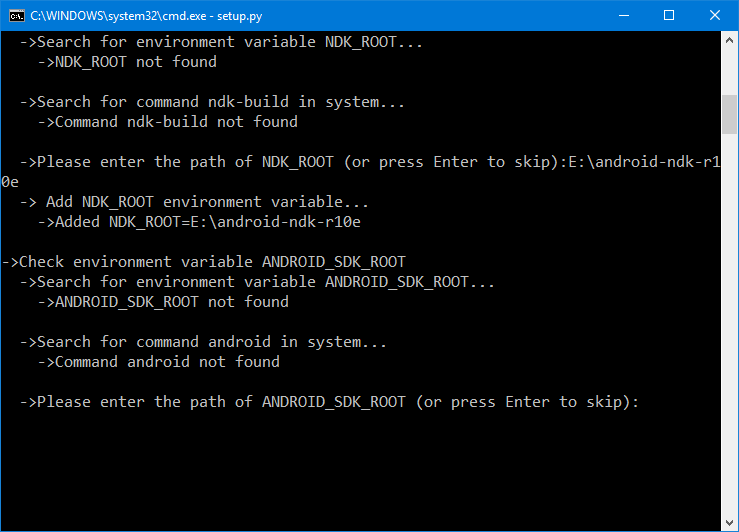 C:\WINDOWS\system32\cmd.exe - setup.py
->Search for environment variable NDK_ROOT...
->NDK_ROOT not found
->Search for command ndk-build in system...
->Command ndk-build not found
->Please enter the path of NDK_ROOT (or press Enter to skip):E:\android-ndk-r1
0e
-> Add NDK_ROOT environment variable...
->Added NDK_ROOT=E:\android-ndk-r10e
->Check environment variable ANDROID_SDK_ROOT
->Search for environment variable ANDROID_SDK_ROOT...
->ANDROID_SDK_ROOT not found
->Search for command android in system...
->Command android not found
->Please enter the path of ANDROID_SDK_ROOT (or press Enter to skip):